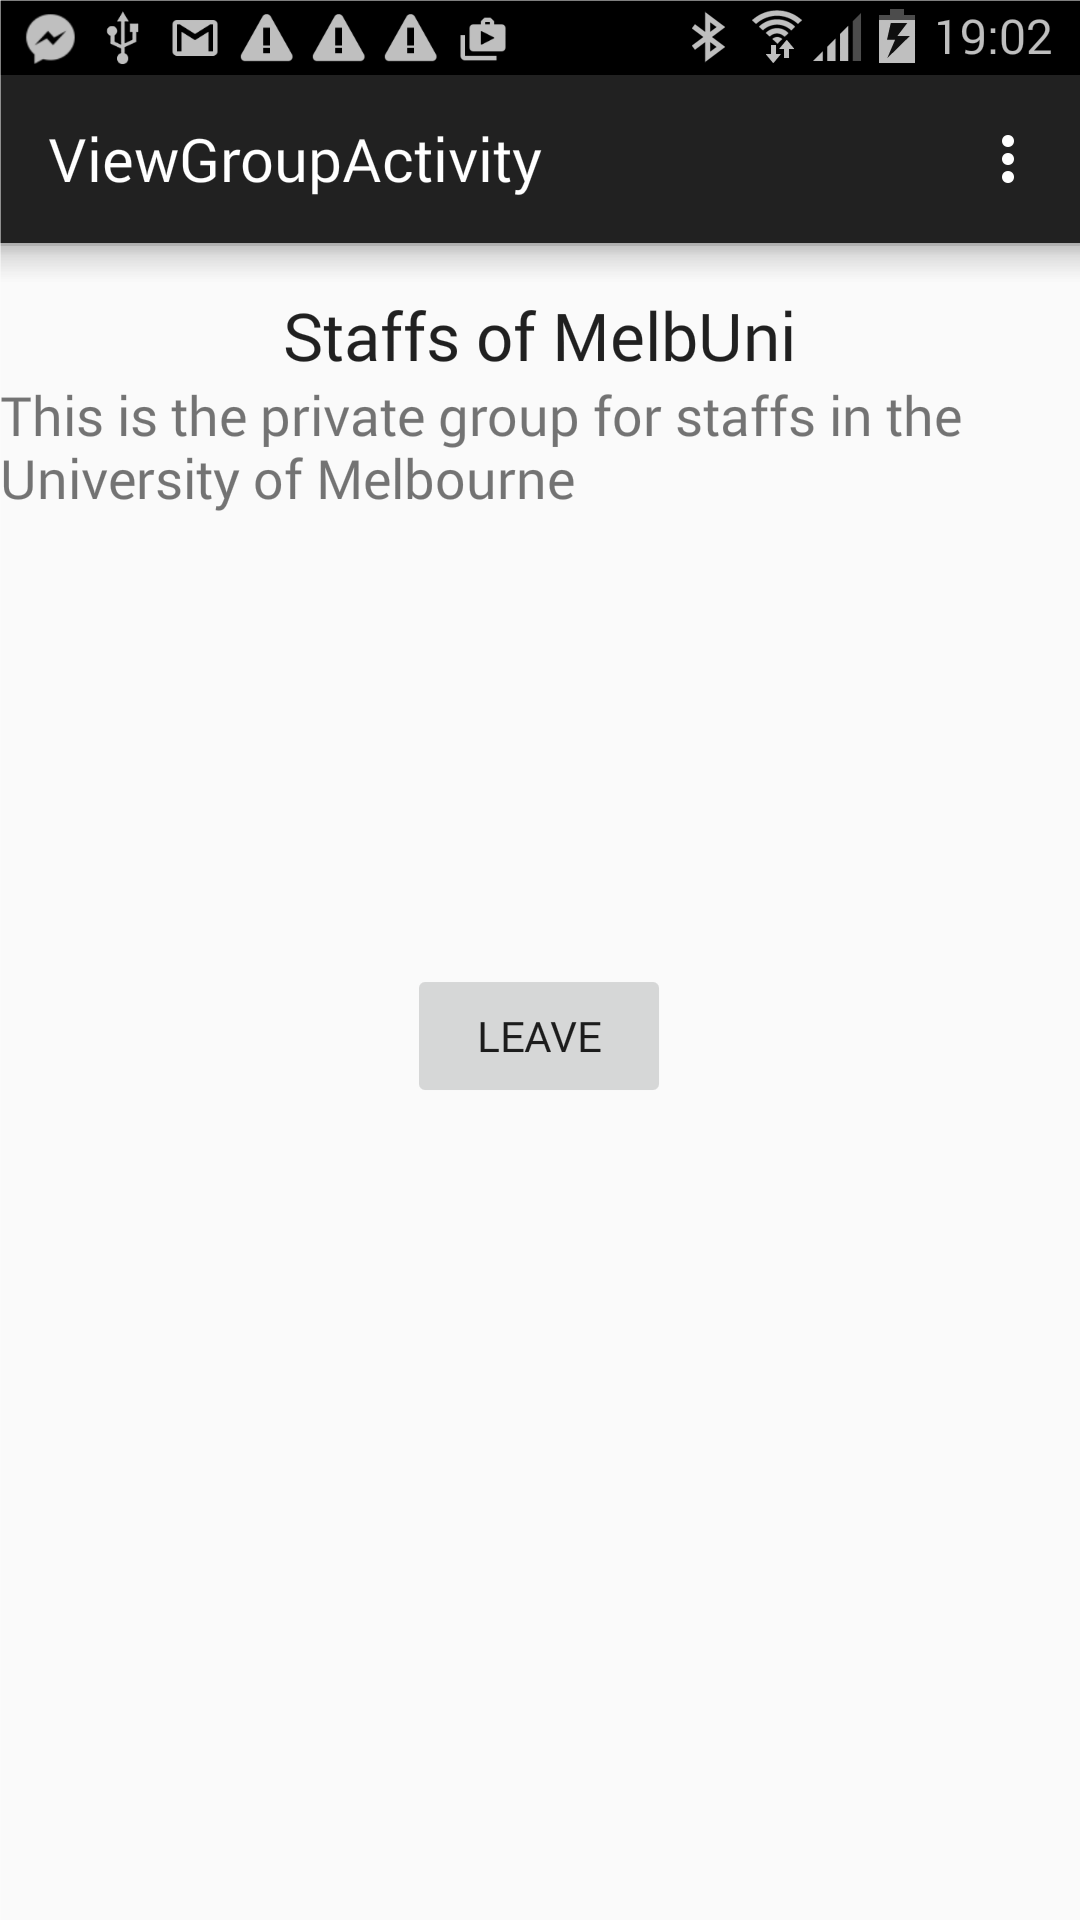 19:02
ViewGroupActivity
Staffs of MelbUni
This is the private group for staffs in the
University of Melbourne
LEAVE